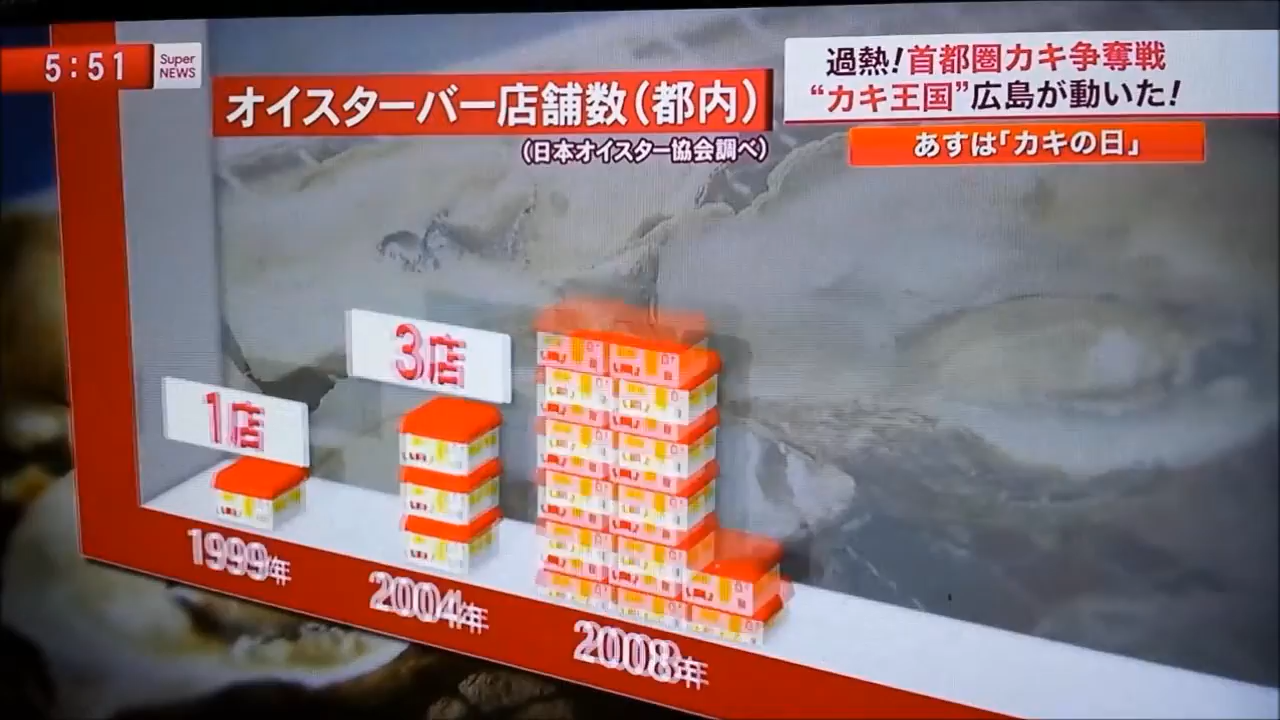 5:51
Super
NEWS
オイスターバー店舗数(都内)
(日本オイスター協会調べ)
過熱!首都圏カキ争奪戦
“カキ王国”広島が動いた!
あすは「カキの日」
1店
3店
1999年
2004年
2008年